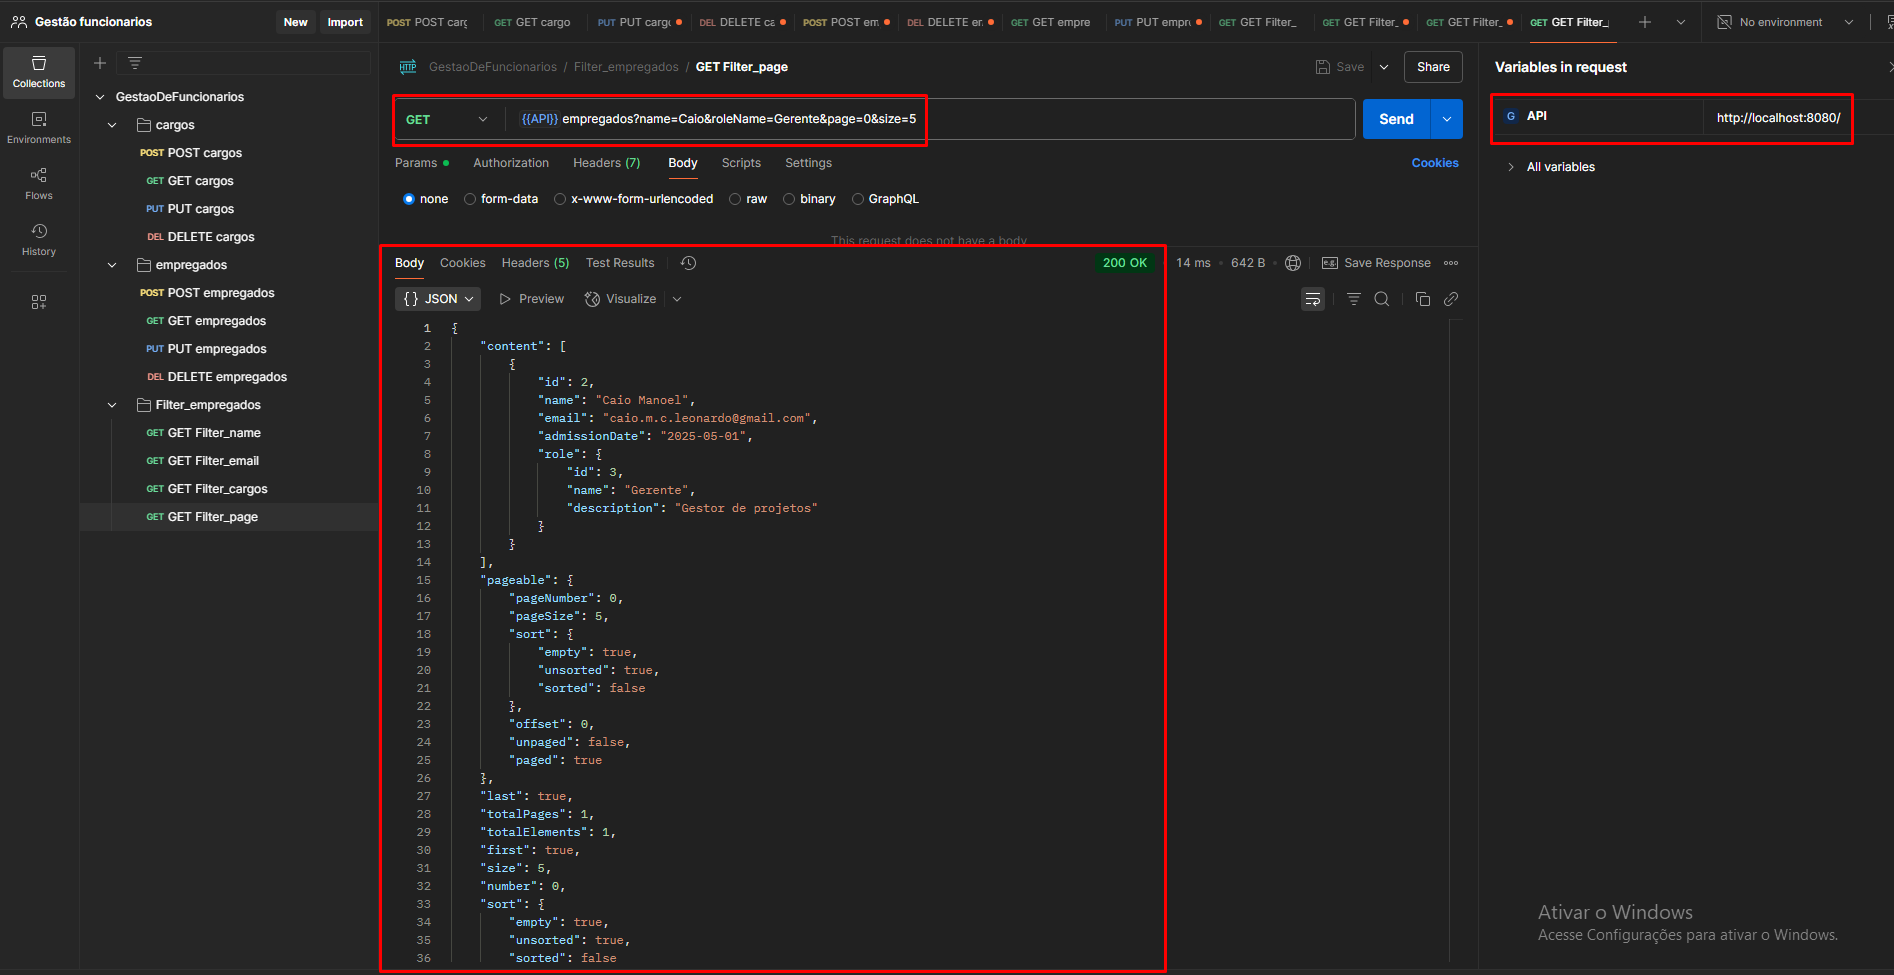 Gestão funcionarios
New
Import
POST POST carg
GET GET cargo
PUT PUT cargo
DEL DELETE ca
POST POST em
DEL DELETE en
GET GET empre
PUT PUT empr
GET GET Filter_
GET GET Filter_
GET GET Filter_
GET GET Filter_
No environment
Collections
Environments
Flows
History
GestaoDeFuncionarios
cargos
POST POST cargos
GET GET cargos
PUT PUT cargos
DEL DELETE cargos
empregados
POST POST empregados
GET GET empregados
PUT PUT empregados
DEL DELETE empregados
Filter_empregados
GET GET Filter_name
GET GET Filter_email
GET GET Filter_cargos
GET GET Filter_page
HTTP GestaoDeFuncionarios / Filter_empregados / GET Filter_page
Save
Share
GET
{{API}} empregados?name=Caio&roleName=Gerente&page=0&size=5
Send
Params
Authorization
Headers (7)
Body
Scripts
Settings
Cookies
none
form-data
x-www-form-urlencoded
raw
binary
GraphQL
This request does not have a body
Body
Cookies
Headers (5)
Test Results
200 OK
14 ms
642 B
e.g. Save Response
{} JSON
Preview
Visualize
1 {
2 "content": [
3 {
4 "id": 2,
5 "name": "Caio Manoel",
6 "email": "caio.m.c.leonardo@gmail.com",
7 "admissionDate": "2025-05-01",
8 "role": {
9 "id": 3,
10 "name": "Gerente",
11 "description": "Gestor de projetos"
12 }
13 }
14 ],
15 "pageable": {
16 "pageNumber": 0,
17 "pageSize": 5,
18 "sort": {
19 "empty": true,
20 "unsorted": true,
21 "sorted": false
22 },
23 "offset": 0,
24 "unpaged": false,
25 "paged": true
26 },
27 "last": true,
28 "totalPages": 1,
29 "totalElements": 1,
30 "first": true,
31 "size": 5,
32 "number": 0,
33 "sort": {
34 "empty": true,
35 "unsorted": true,
36 "sorted": false
Variables in request
G API
http://localhost:8080/
All variables
Ativar o Windows
Acesse Configurações para ativar o Windows.